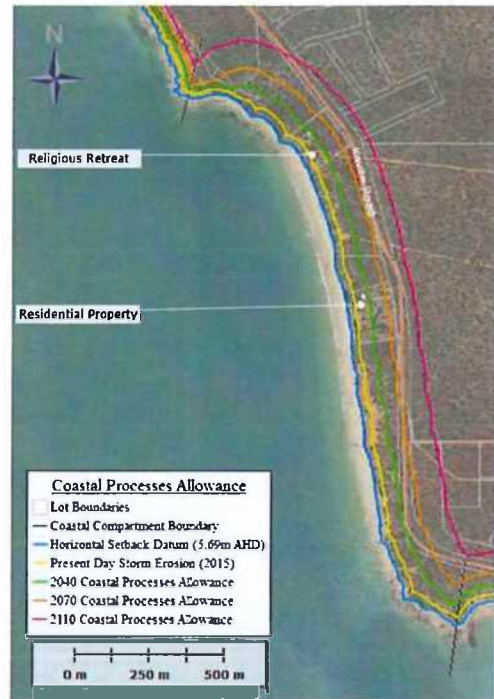 N
Religious Retreat
Residential Property
Coastal Processes Allowance
Lot Boundaries
Coastal Compartment Boundary
Horizontal Setback Datum (5.69m AHD)
Present Day Storm Erosion (2015)
2040 Coastal Processes Allowance
2070 Coastal Processes Allowance
2110 Coastal Processes Allowance
0 m 250 m 500 m